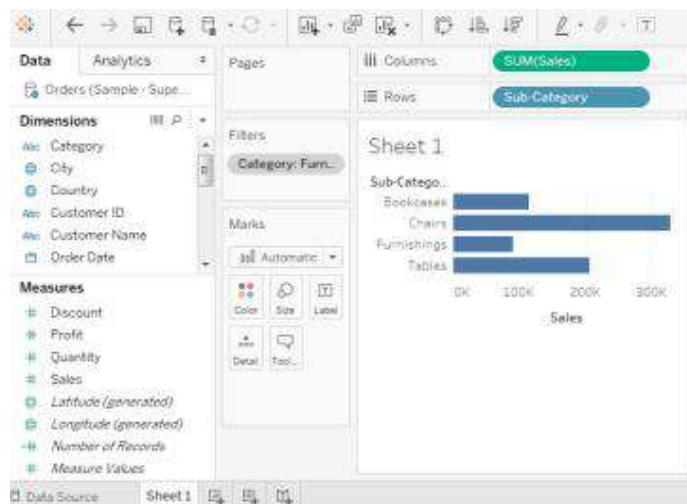 Data Analytics
Orders (Sample - Supe...
Dimensions
Abc Category
City
Country
Abc Customer ID
Abc Customer Name
Order Date
Measures
Discount
Profit
Quantity
Sales
Latitude (generated)
Longitude (generated)
Number of Records
Measure Values
Pages
Filters
Category: Furn..
Marks
Automatic
Color Size Label
Detail Tool..
Columns SUM(Sales)
Rows Sub-Category
Sheet 1
Sub-Catego..
Bookcases
Chairs
Furnishings
Tables
0K 100K 200K 300K
Sales
Data Source Sheet 1